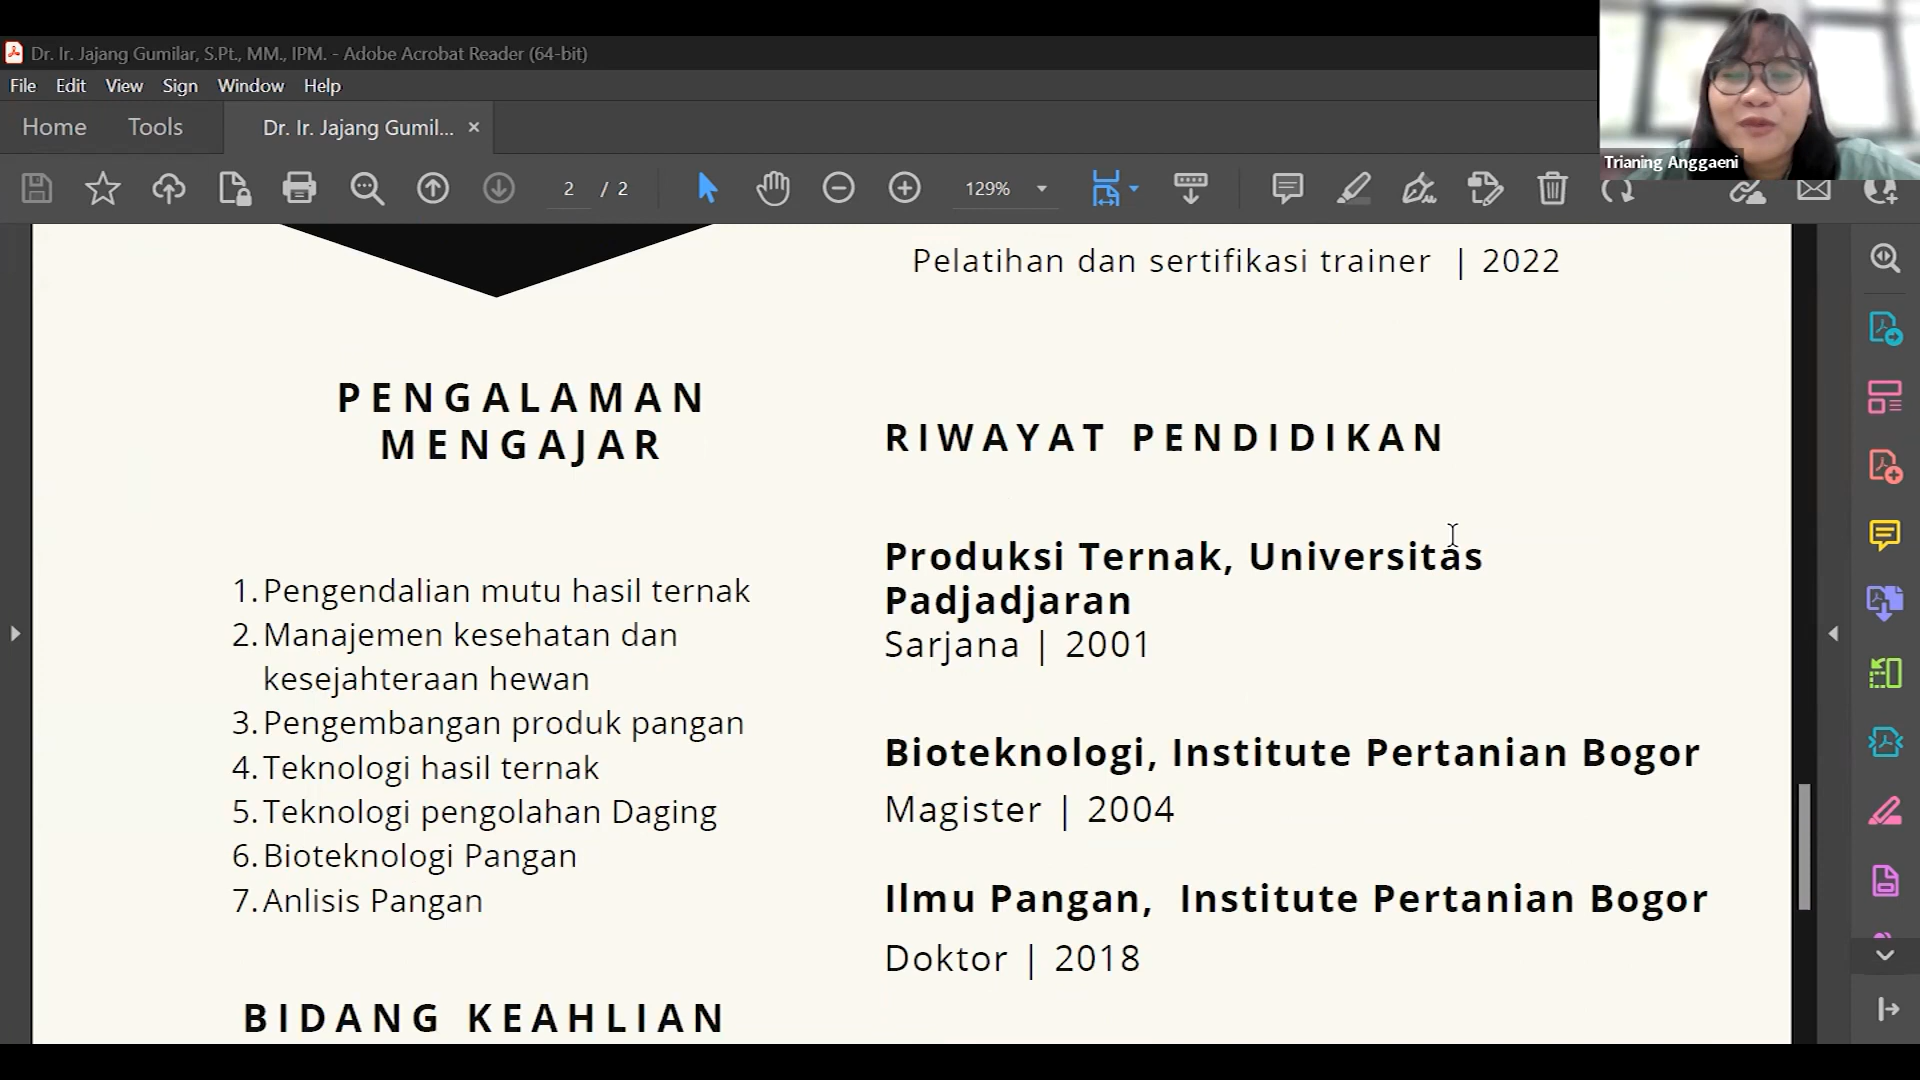 Dr. Ir. Jajang Gumilar, S.Pt., MM., IPM. - Adobe Acrobat Reader (64-bit)
File Edit View Sign Window Help
Home Tools Dr. Ir. Jajang Gumil... ×
2 / 2 129%
Trianing Anggaeni
Pelatihan dan sertifikasi trainer | 2022
PENGALAMAN
MENGAJAR
1. Pengendalian mutu hasil ternak
2. Manajemen kesehatan dan
kesejahteraan hewan
3. Pengembangan produk pangan
4. Teknologi hasil ternak
5. Teknologi pengolahan Daging
6. Bioteknologi Pangan
7. Anlisis Pangan
BIDANG KEAHLIAN
RIWAYAT PENDIDIKAN
Produksi Ternak, Universitas
Padjadjaran
Sarjana | 2001
Bioteknologi, Institute Pertanian Bogor
Magister | 2004
Ilmu Pangan, Institute Pertanian Bogor
Doktor | 2018